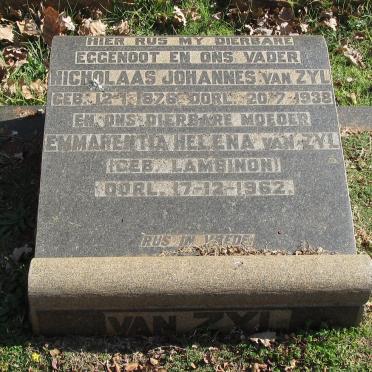 HIER RUS MY DIERBARE
EGGENOOT EN ONS VADER
NICHOLAAS JOHANNES VAN ZYL
GEB. 12-1-1876 OORL. 20-7-1938
EN ONS DIERBARE MOEDER
EMMARENTIA HELENA VAN ZYL
(GEB. LAMBINON)
OORL. 17-12-1962.
RUS IN VREDE
VAN ZYL